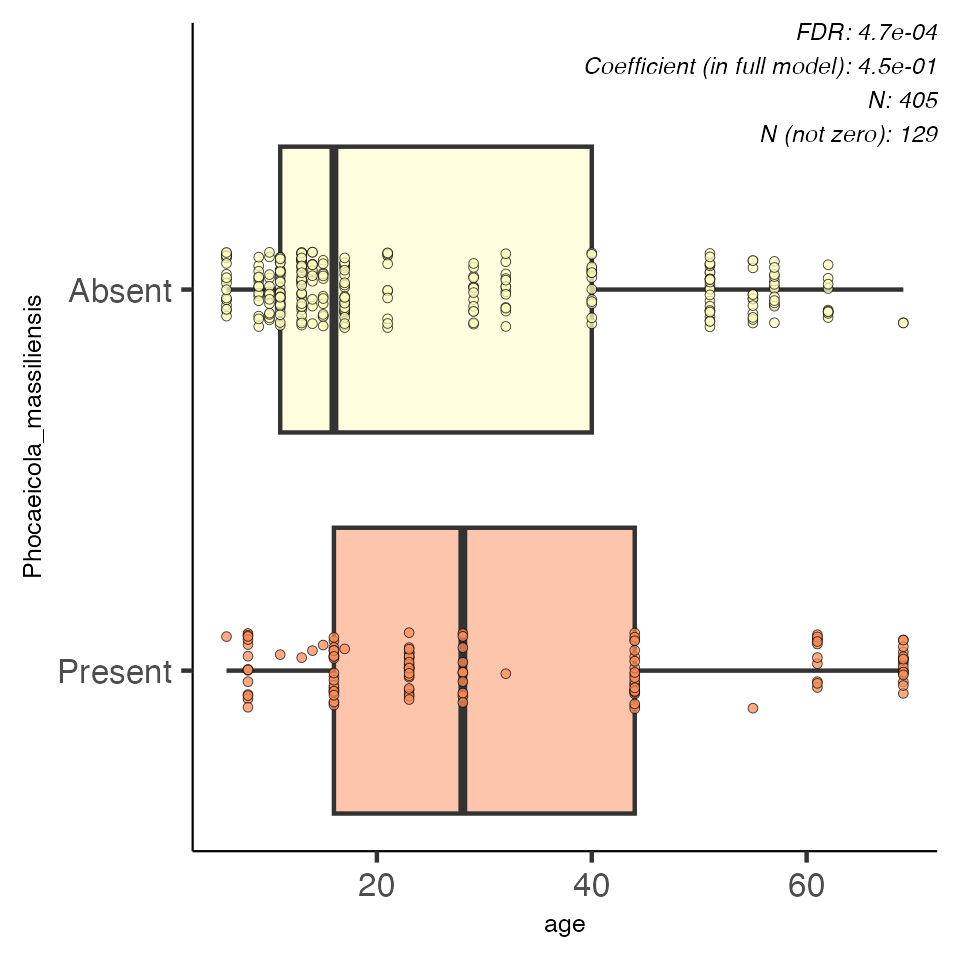 FDR: 4.7e-04
Coefficient (in full model): 4.5e-01
N: 405
N (not zero): 129
Phocaeicola_massiliensis
Absent
Present
20 40 60
age